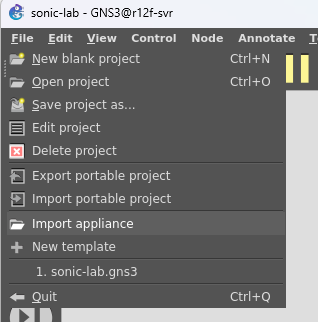 sonic-lab - GNS3@r12f-svr
File Edit View Control Node Annotate
New blank project Ctrl+N
Open project Ctrl+O
Save project as...
Edit project
Delete project
Export portable project
Import portable project
Import appliance
New template
1. sonic-lab.gns3
Quit Ctrl+Q